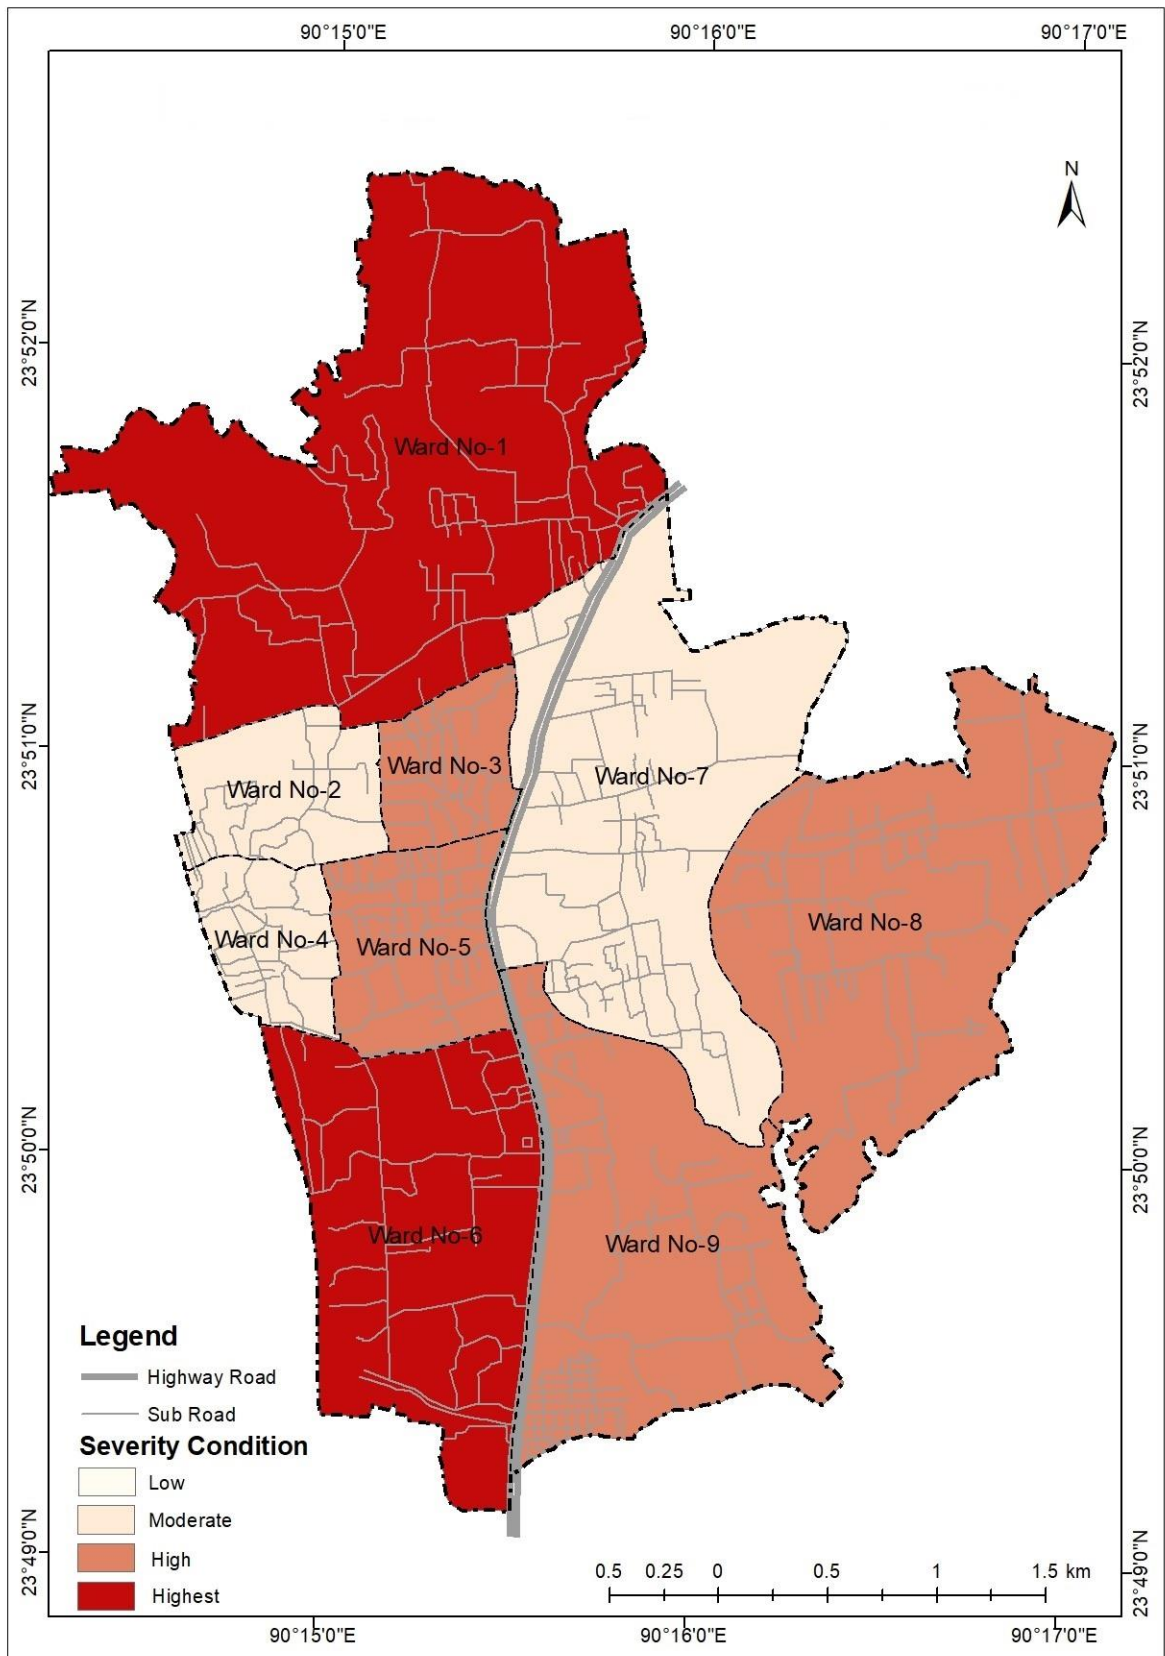 90°15'0"E 90°16'0"E 90°17'0"E
N
23°52'0"N
23°52'0"N
Ward No-1
23°51'0"N
23°51'0"N
Ward No-3
Ward No-7
Ward No-2
Ward No-8
Ward No-4
Ward No-5
23°50'0"N
23°50'0"N
Ward No-6
Ward No-9
Legend
Highway Road
Sub Road
Severity Condition
Low
Moderate
High
Highest
23°49'0"N
23°49'0"N
0.5 0.25 0 0.5 1 1.5 km
90°15'0"E 90°16'0"E 90°17'0"E